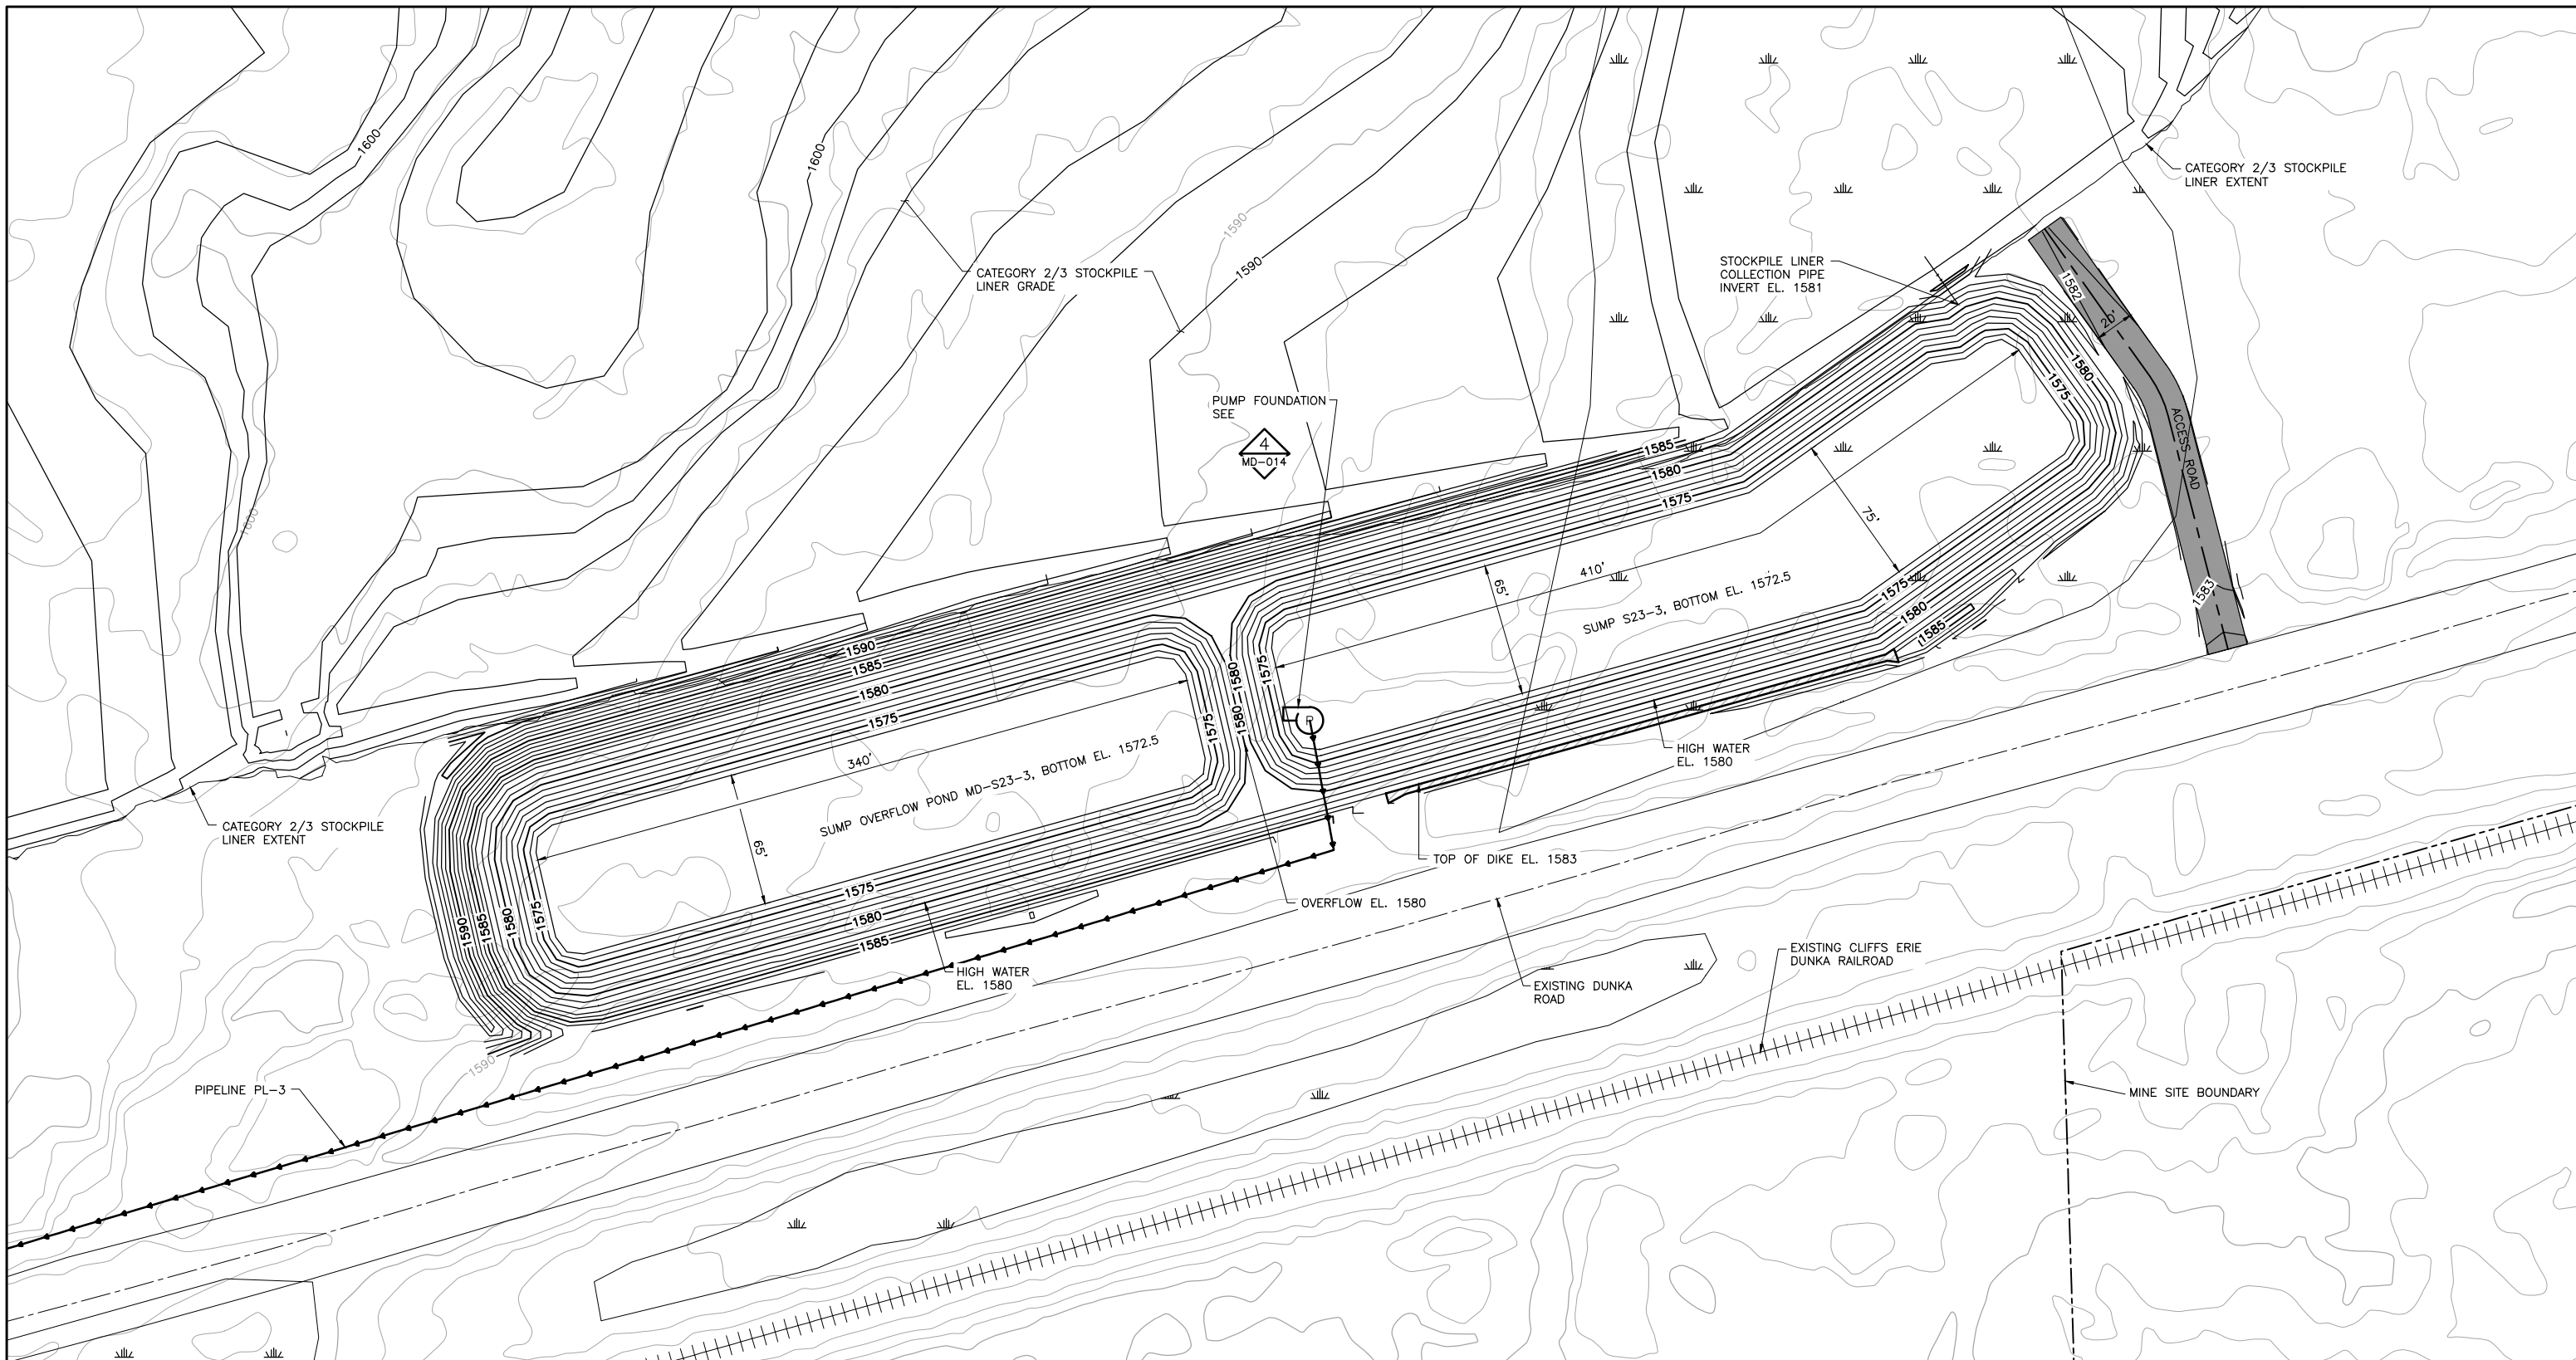 1600
1600
CATEGORY 2/3 STOCKPILE
LINER EXTENT
1590
1590
CATEGORY 2/3 STOCKPILE
LINER GRADE
STOCKPILE LINER
COLLECTION PIPE
INVERT EL. 1581
1582
20'
1580
1575
ACCESS ROAD
1583
PUMP FOUNDATION
SEE
4
MD-014
1585
1580
1575
1600
75'
410'
65'
SUMP S23-3, BOTTOM EL. 1572.5
1575
1580
1585
1590
1585
1580
1575
1575
1580
1580
1575
P
340'
65'
SUMP OVERFLOW POND MD-S23-3, BOTTOM EL. 1572.5
HIGH WATER
EL. 1580
CATEGORY 2/3 STOCKPILE
LINER EXTENT
TOP OF DIKE EL. 1583
OVERFLOW EL. 1580
1590
1585
1580
1575
1575
1580
1585
HIGH WATER
EL. 1580
EXISTING DUNKA
ROAD
EXISTING CLIFFS ERIE
DUNKA RAILROAD
1590
PIPELINE PL-3
MINE SITE BOUNDARY